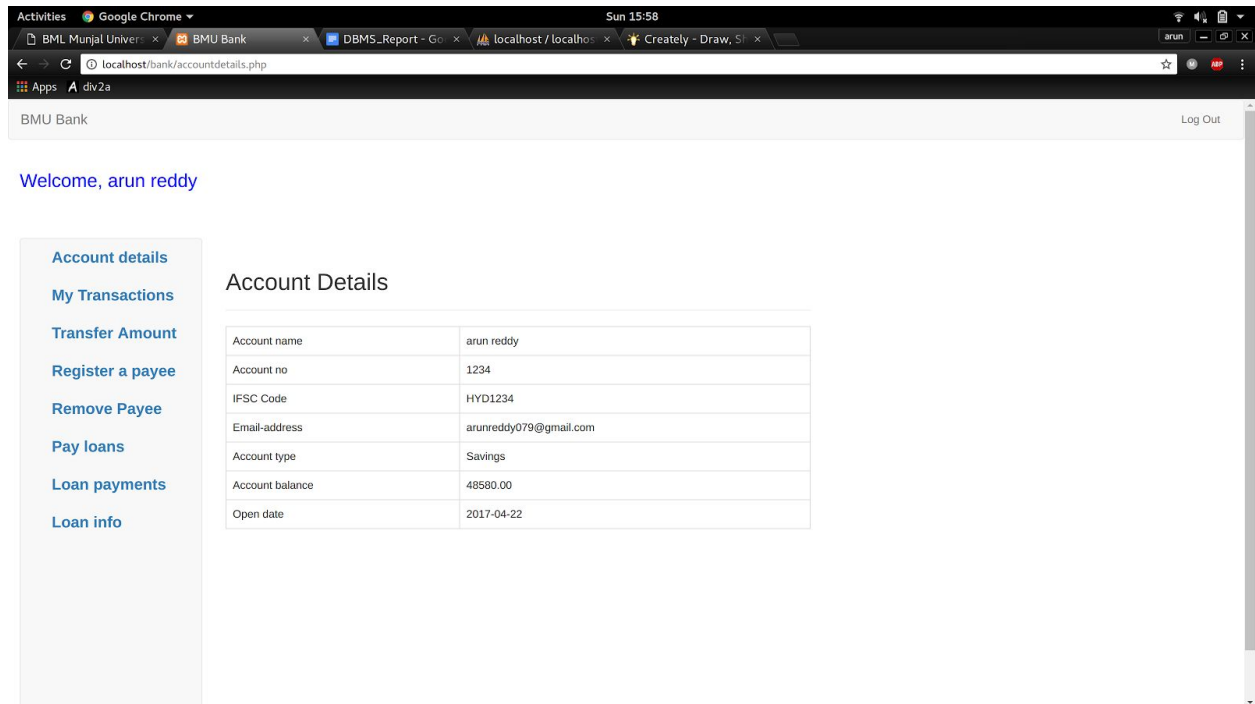 Activities Google Chrome Sun 15:58
BML Munjal Univers BMU Bank DBMS_Report - Go localhost / localhos Creately - Draw, Sh arun
localhost/bank/accountdetails.php ABP
Apps div2a
BMU Bank Log Out
Welcome, arun reddy
Account details
My Transactions
Transfer Amount
Register a payee
Remove Payee
Pay loans
Loan payments
Loan info
Account Details
Account name arun reddy
Account no 1234
IFSC Code HYD1234
Email-address arunreddy079@gmail.com
Account type Savings
Account balance 48580.00
Open date 2017-04-22